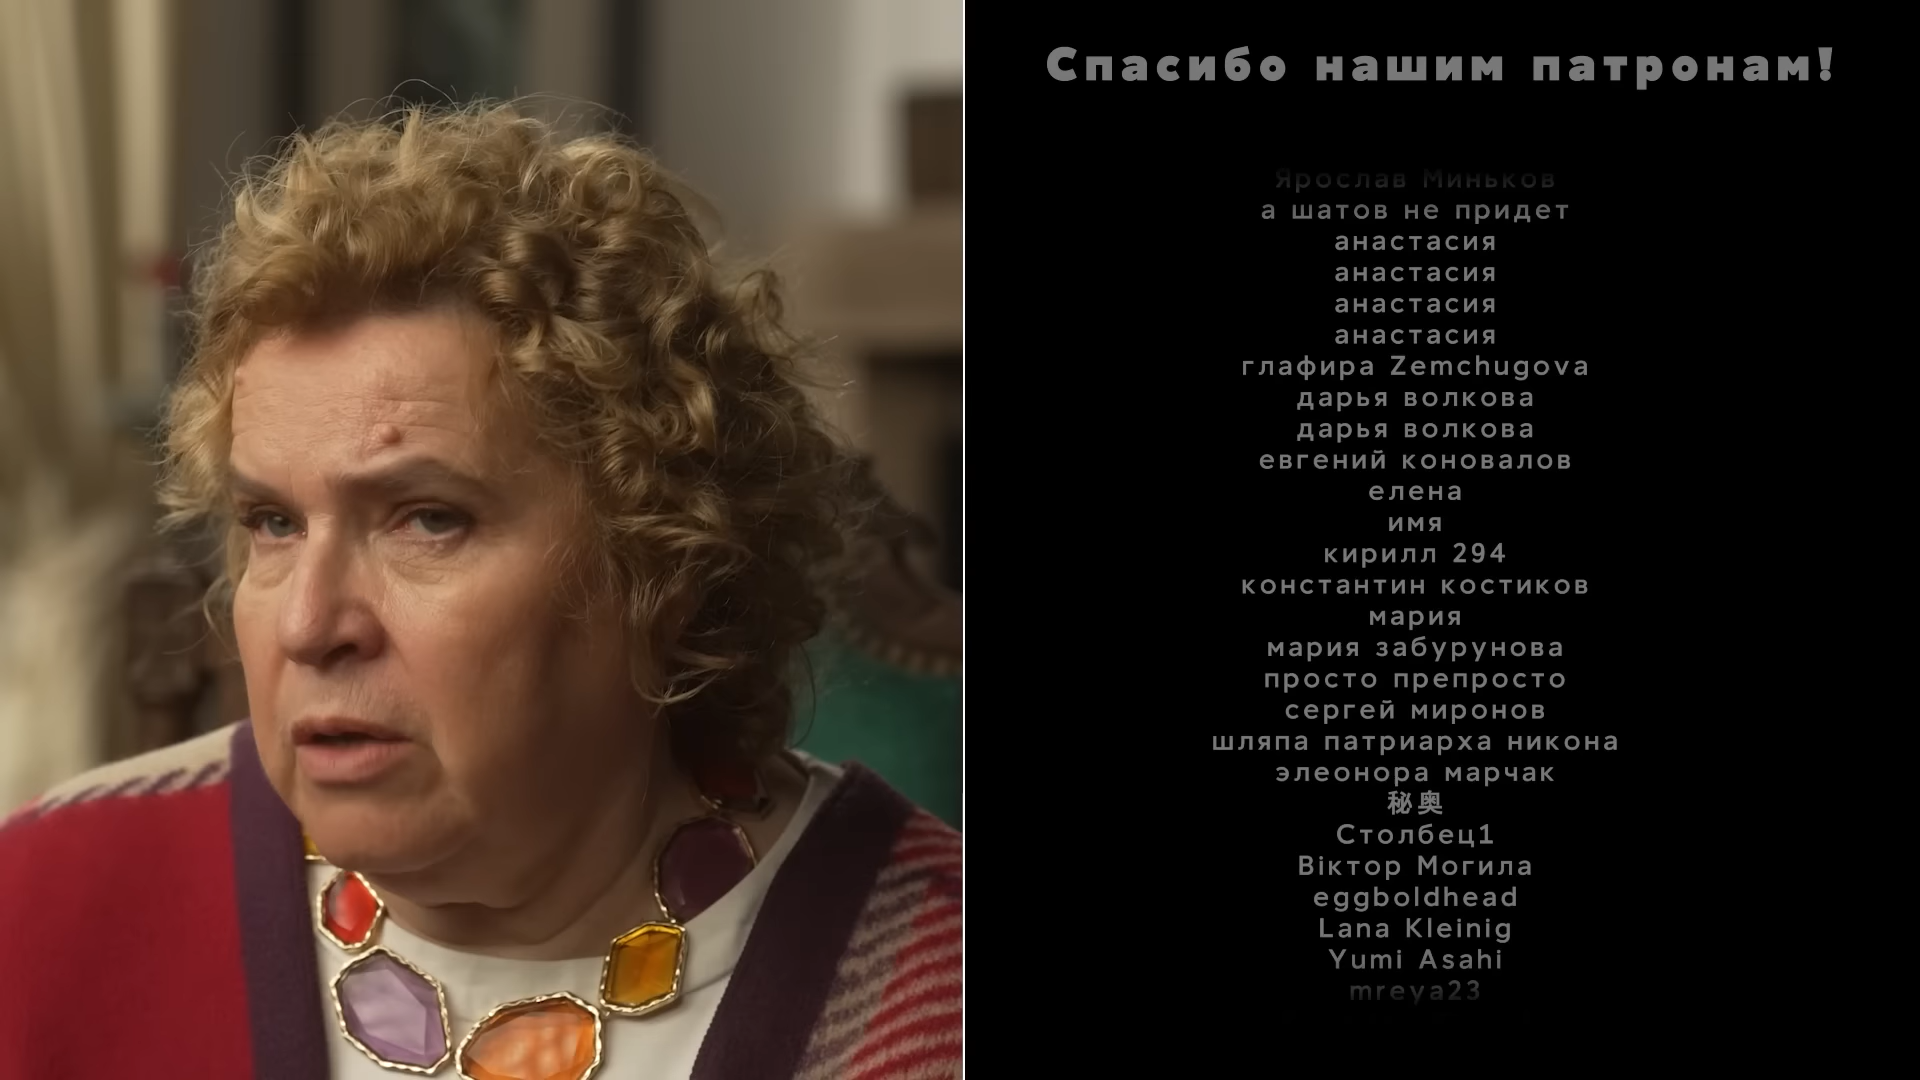 Спасибо нашим патронам!
Ярослав Миньков
а шатов не придет
анастасия
анастасия
анастасия
анастасия
глафира Zemchugova
дарья волкова
дарья волкова
евгений коновалов
елена
имя
кирилл 294
константин костиков
мария
мария забурунова
просто препросто
сергей миронов
шляпа патриарха никона
элеонора марчак
秘奥
Столбец1
Віктор Могила
eggboldhead
Lana Kleinig
Yumi Asahi
mreya23